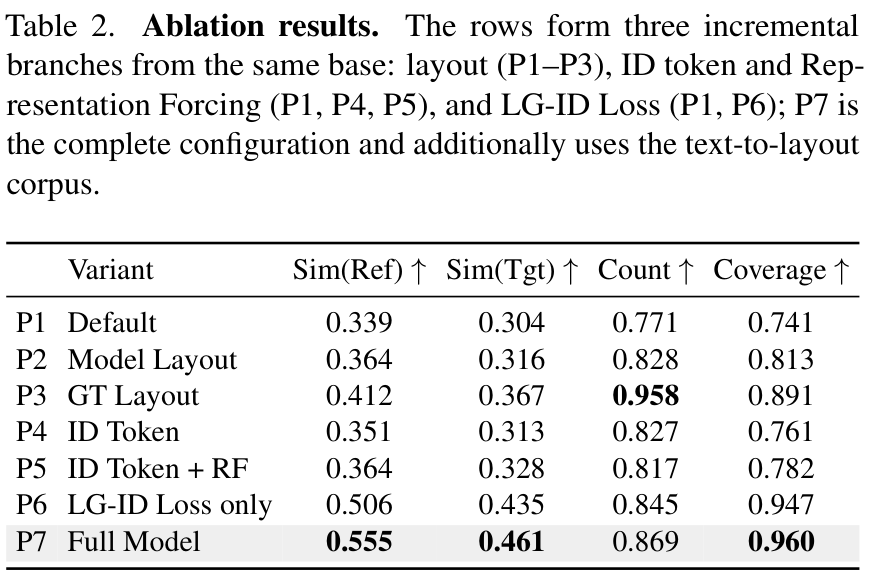 Table 2. Ablation results. The rows form three incremental
branches from the same base: layout (P1–P3), ID token and Rep-
resentation Forcing (P1, P4, P5), and LG-ID Loss (P1, P6); P7 is
the complete configuration and additionally uses the text-to-layout
corpus.
Variant Sim(Ref) ↑ Sim(Tgt) ↑ Count ↑ Coverage ↑
P1 Default 0.339 0.304 0.771 0.741
P2 Model Layout 0.364 0.316 0.828 0.813
P3 GT Layout 0.412 0.367 0.958 0.891
P4 ID Token 0.351 0.313 0.827 0.761
P5 ID Token + RF 0.364 0.328 0.817 0.782
P6 LG-ID Loss only 0.506 0.435 0.845 0.947
P7 Full Model 0.555 0.461 0.869 0.960